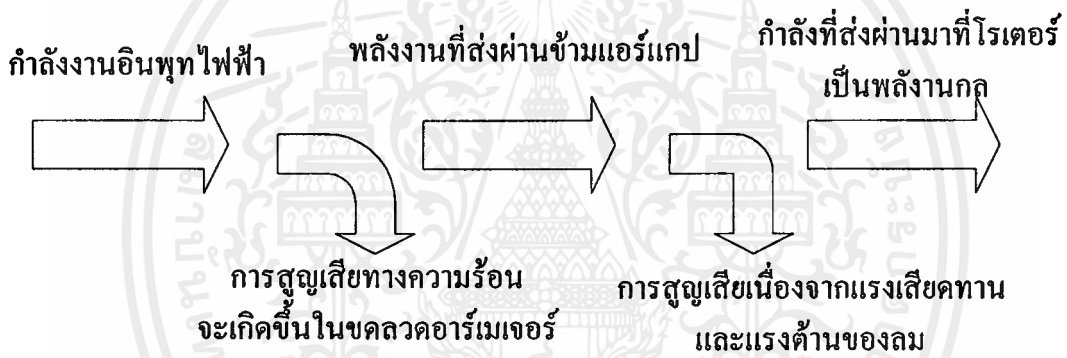 กำลังงานอินพุทไฟฟ้า
พลังงานที่ส่งผ่านข้ามแอร์แกป
กำลังที่ส่งผ่านมาที่โรเตอร์
เป็นพลังานกล
การสูญเสียทางความร้อน
จะเกิดขึ้นในขดลวดอาร์เมเจอร์
การสูญเสียเนื่องจากแรงเสียดทาน
และแรงต้านของลม